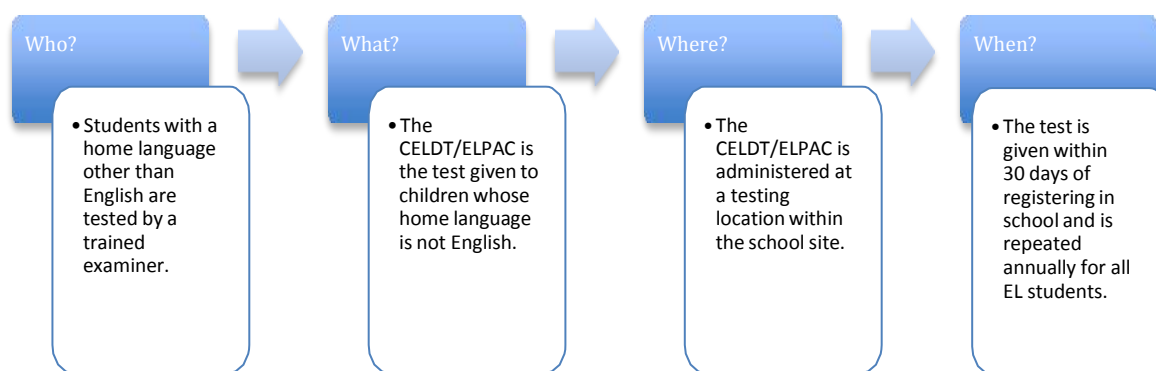 Who?
• Students with a
home language
other than
English are
tested by a
trained
examiner.
What?
• The
CELDT/ELPAC is
the test given to
children whose
home language
is not English.
Where?
• The
CELDT/ELPAC is
administered at
a testing
location within
the school site.
When?
• The test is
given within
30 days of
registering in
school and is
repeated
annually for all
EL students.